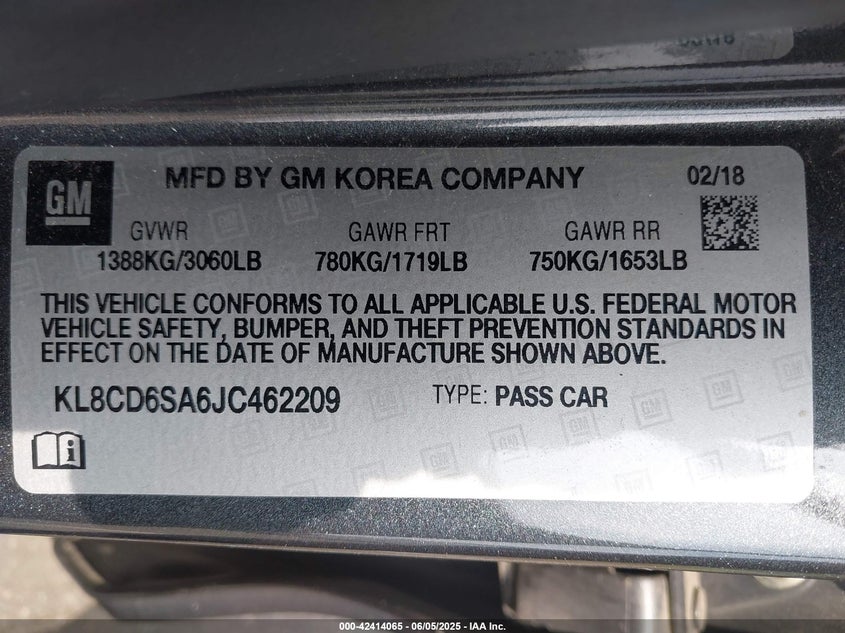 GM
MFD BY GM KOREA COMPANY
02/18
GVWR GAWR FRT GAWR RR
1388KG/3060LB 780KG/1719LB 750KG/1653LB
THIS VEHICLE CONFORMS TO ALL APPLICABLE U.S. FEDERAL MOTOR
VEHICLE SAFETY, BUMPER, AND THEFT PREVENTION STANDARDS IN
EFFECT ON THE DATE OF MANUFACTURE SHOWN ABOVE.
KL8CD6SA6JC462209 TYPE: PASS CAR
000-42414065 - 06/05/2025 - IAA Inc.